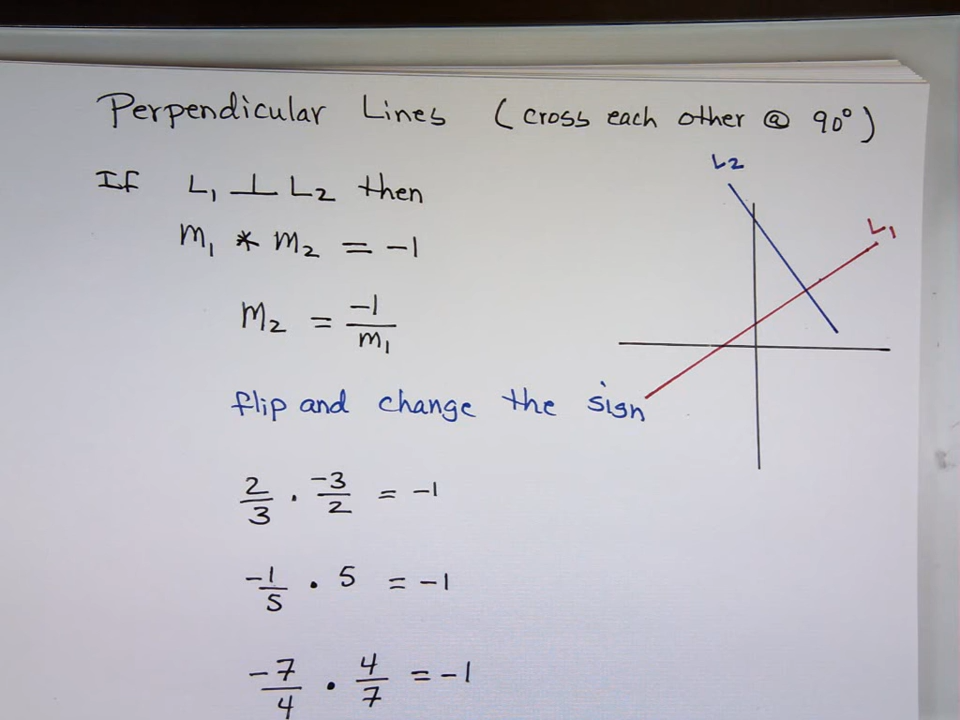 Perpendicular Lines (cross each other @ 90°)
L2
L1
If L1 ⊥ L2 then
m1 * m2 = -1
m2 = -1/m1
flip and change the sign
2/3 · -3/2 = -1
-1/5 · 5 = -1
-7/4 · 4/7 = -1